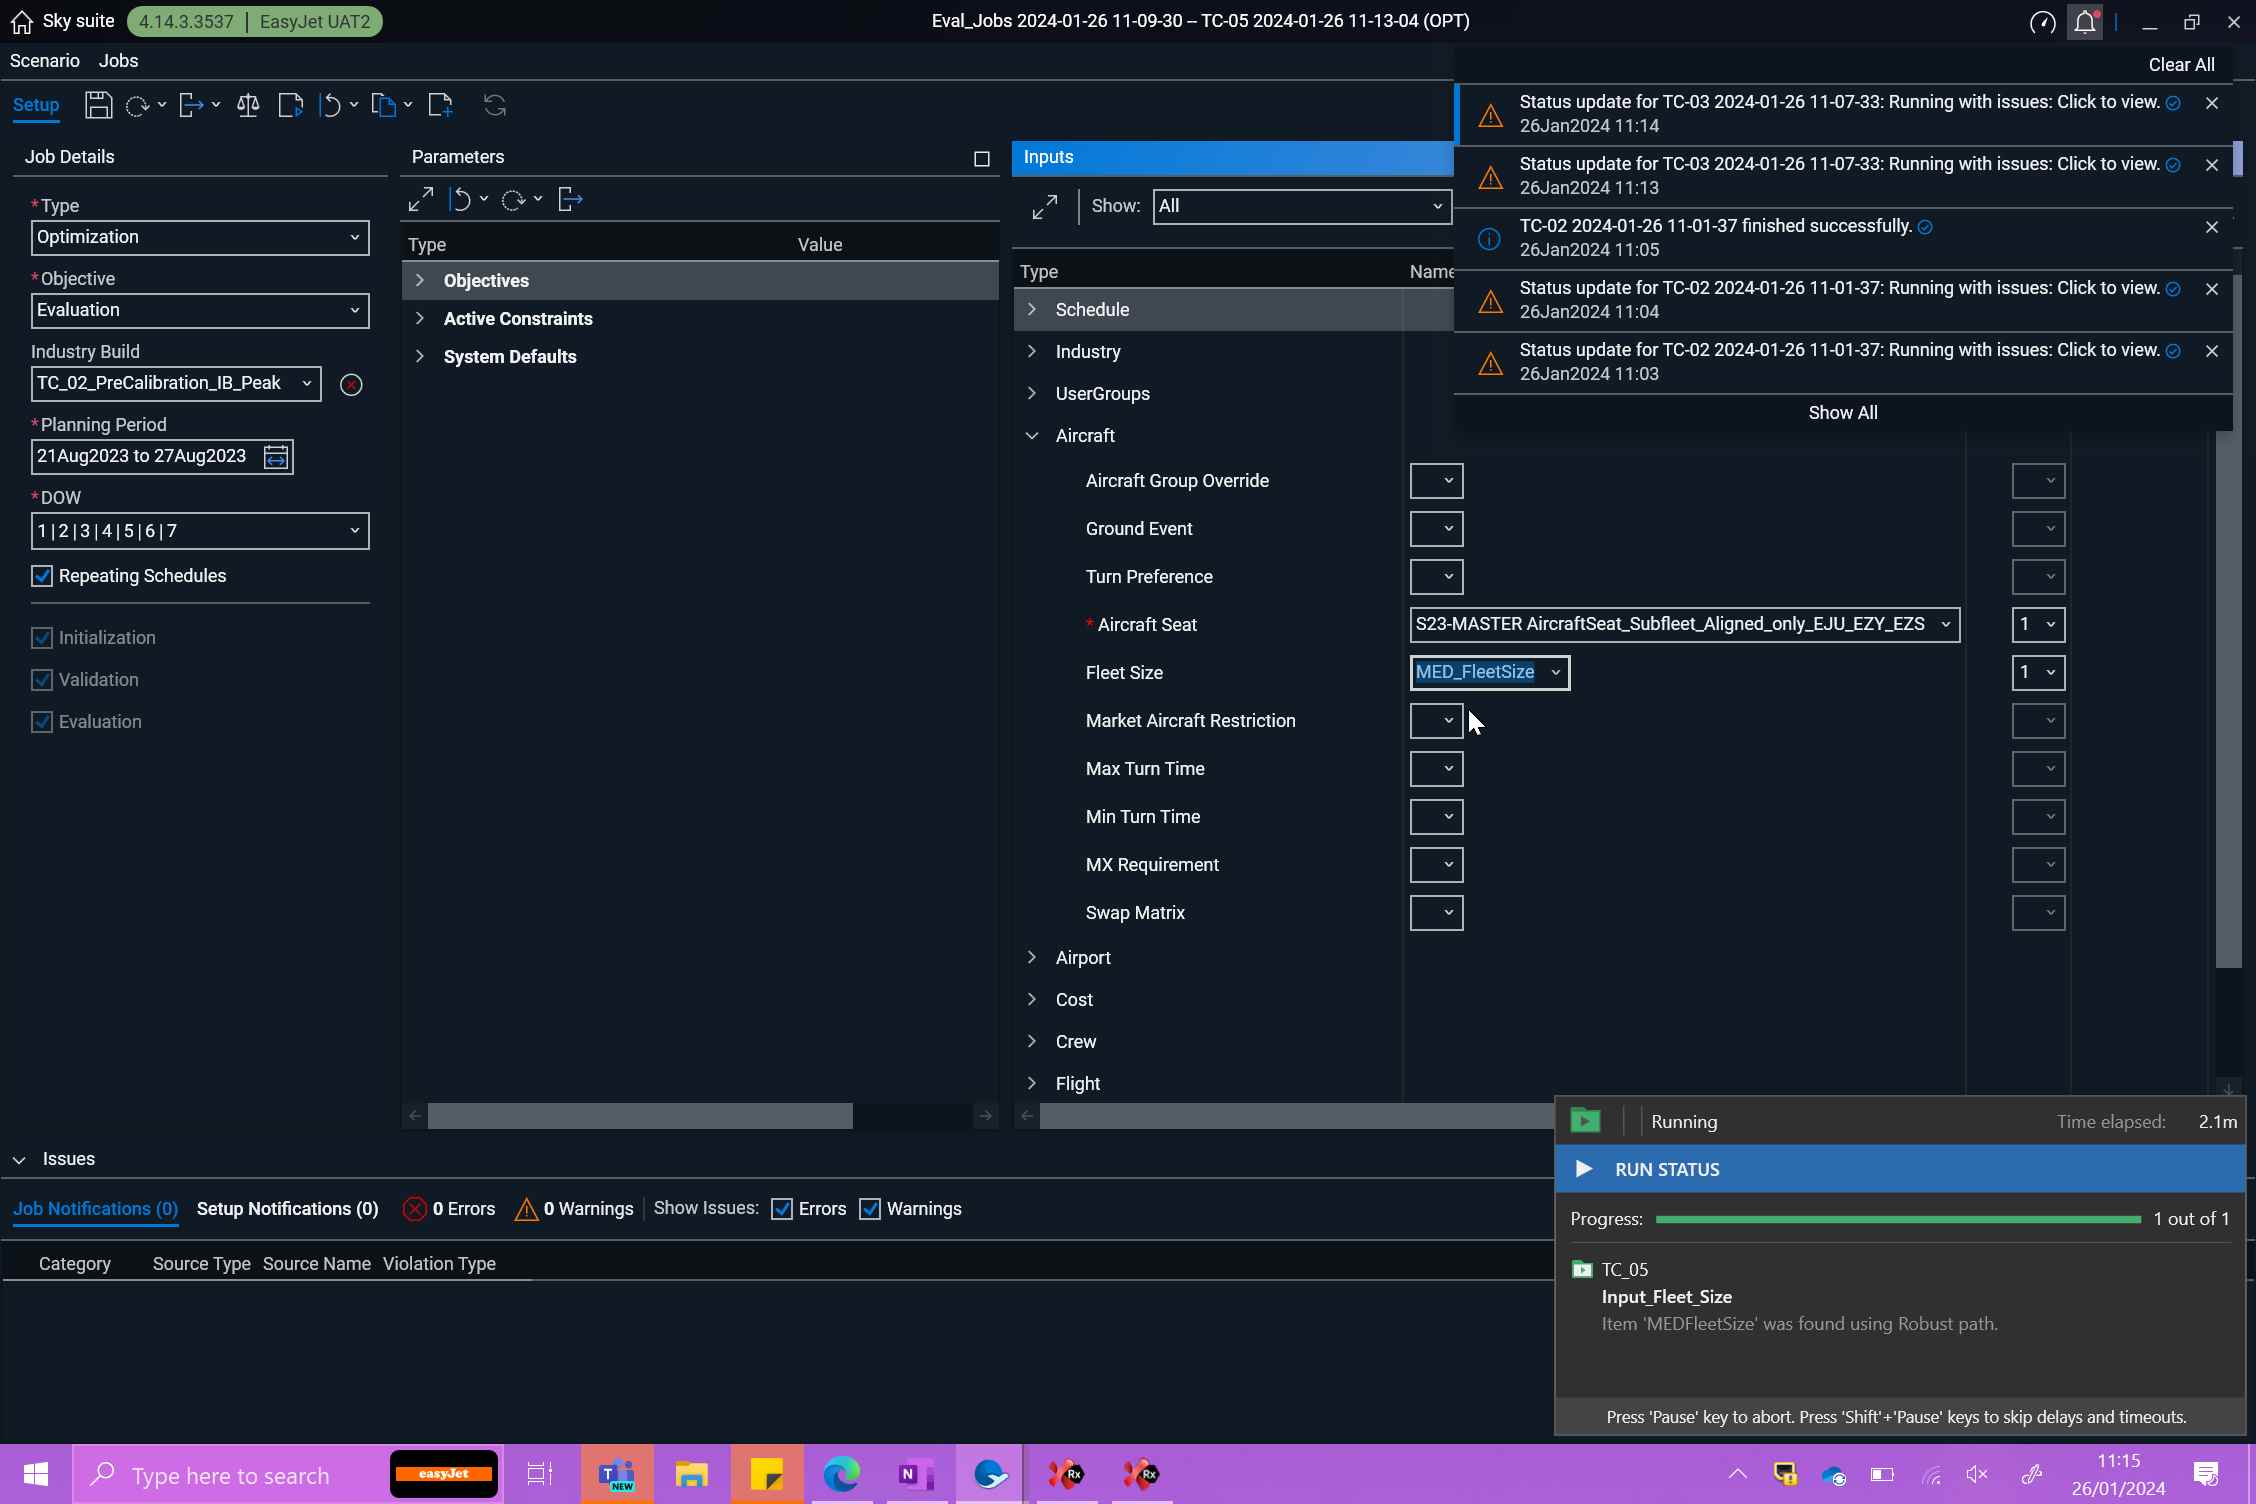 Sky suite
4.14.3.3537 | EasyJet UAT2
Eval_Jobs 2024-01-26 11-09-30 – TC-05 2024-01-26 11-13-04 (OPT)
Scenario Jobs
Clear All
Setup
Status update for TC-03 2024-01-26 11-07-33: Running with issues: Click to view.
26Jan2024 11:14
Status update for TC-03 2024-01-26 11-07-33: Running with issues: Click to view.
26Jan2024 11:13
TC-02 2024-01-26 11-01-37 finished successfully.
26Jan2024 11:05
Status update for TC-02 2024-01-26 11-01-37: Running with issues: Click to view.
26Jan2024 11:04
Status update for TC-02 2024-01-26 11-01-37: Running with issues: Click to view.
26Jan2024 11:03
Show All
Job Details
*Type
Optimization
*Objective
Evaluation
Industry Build
TC_02_PreCalibration_IB_Peak
*Planning Period
21Aug2023 to 27Aug2023
*DOW
1|2|3|4|5|6|7
Repeating Schedules
Initialization
Validation
Evaluation
Parameters
Type Value
Objectives
Active Constraints
System Defaults
Inputs
Show: All
Type Name
Schedule
Industry
UserGroups
Aircraft
Aircraft Group Override
Ground Event
Turn Preference
* Aircraft Seat S23-MASTER AircraftSeat_Subfleet_Aligned_only_EJU_EZY_EZS 1
Fleet Size MED_FleetSize 1
Market Aircraft Restriction
Max Turn Time
Min Turn Time
MX Requirement
Swap Matrix
Airport
Cost
Crew
Flight
Issues
Job Notifications (0) Setup Notifications (0) 0 Errors 0 Warnings Show Issues: Errors Warnings
Category Source Type Source Name Violation Type
Running Time elapsed: 2.1m
RUN STATUS
Progress: 1 out of 1
TC_05
Input_Fleet_Size
Item 'MEDFleetSize' was found using Robust path.
Press 'Pause' key to abort. Press 'Shift'+'Pause' keys to skip delays and timeouts.
Type here to search
easyJet
T
NEW
N
Rx
Rx
11:15
26/01/2024